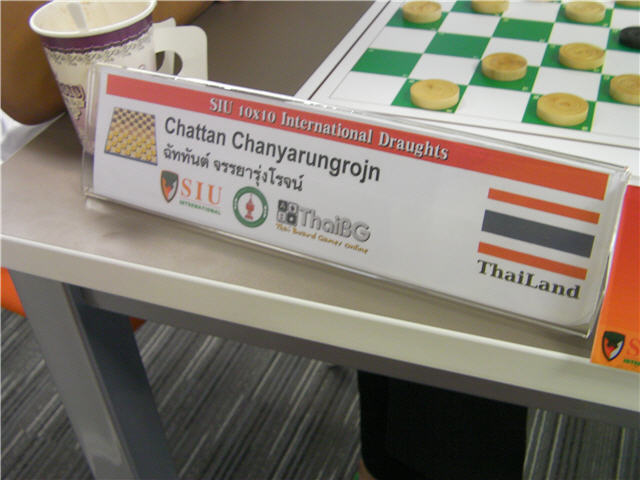 SIU 10x10 International Draughts
Chattan Chanyarungrojn
ฉัททันต์ จรรยารุ่งโรจน์
SIU
INTERNATIONAL
ThaiBG
Thai Board Games Online
ThaiLand